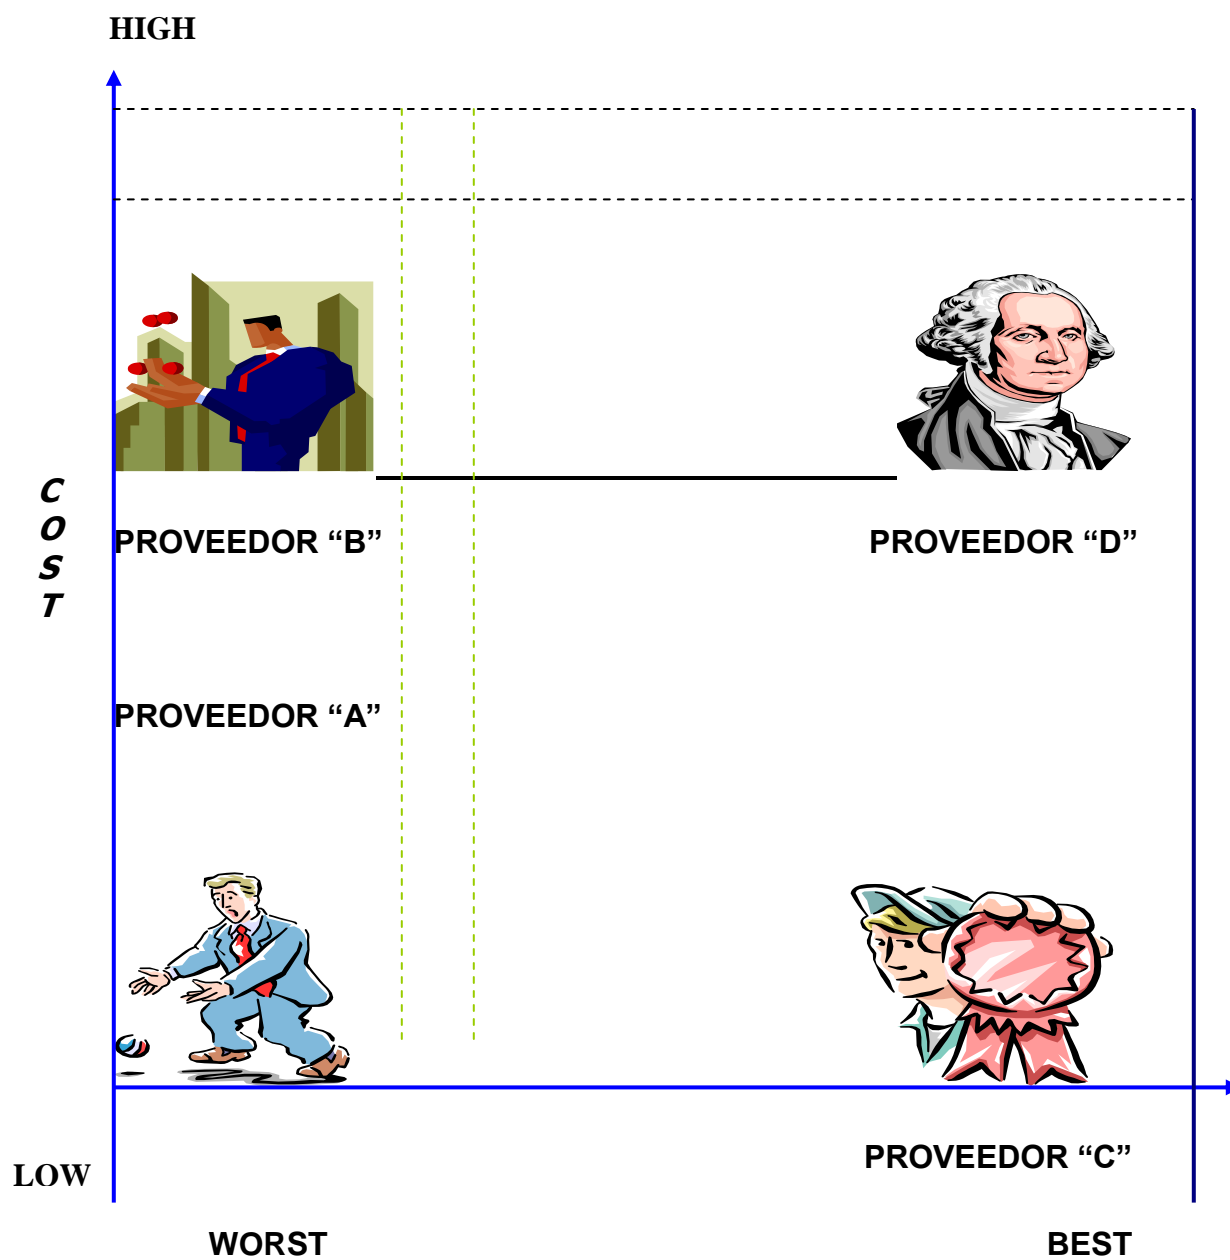 HIGH
C
O
S
T
PROVEEDOR “B”
PROVEEDOR “D”
PROVEEDOR “A”
PROVEEDOR “C”
LOW
WORST
BEST